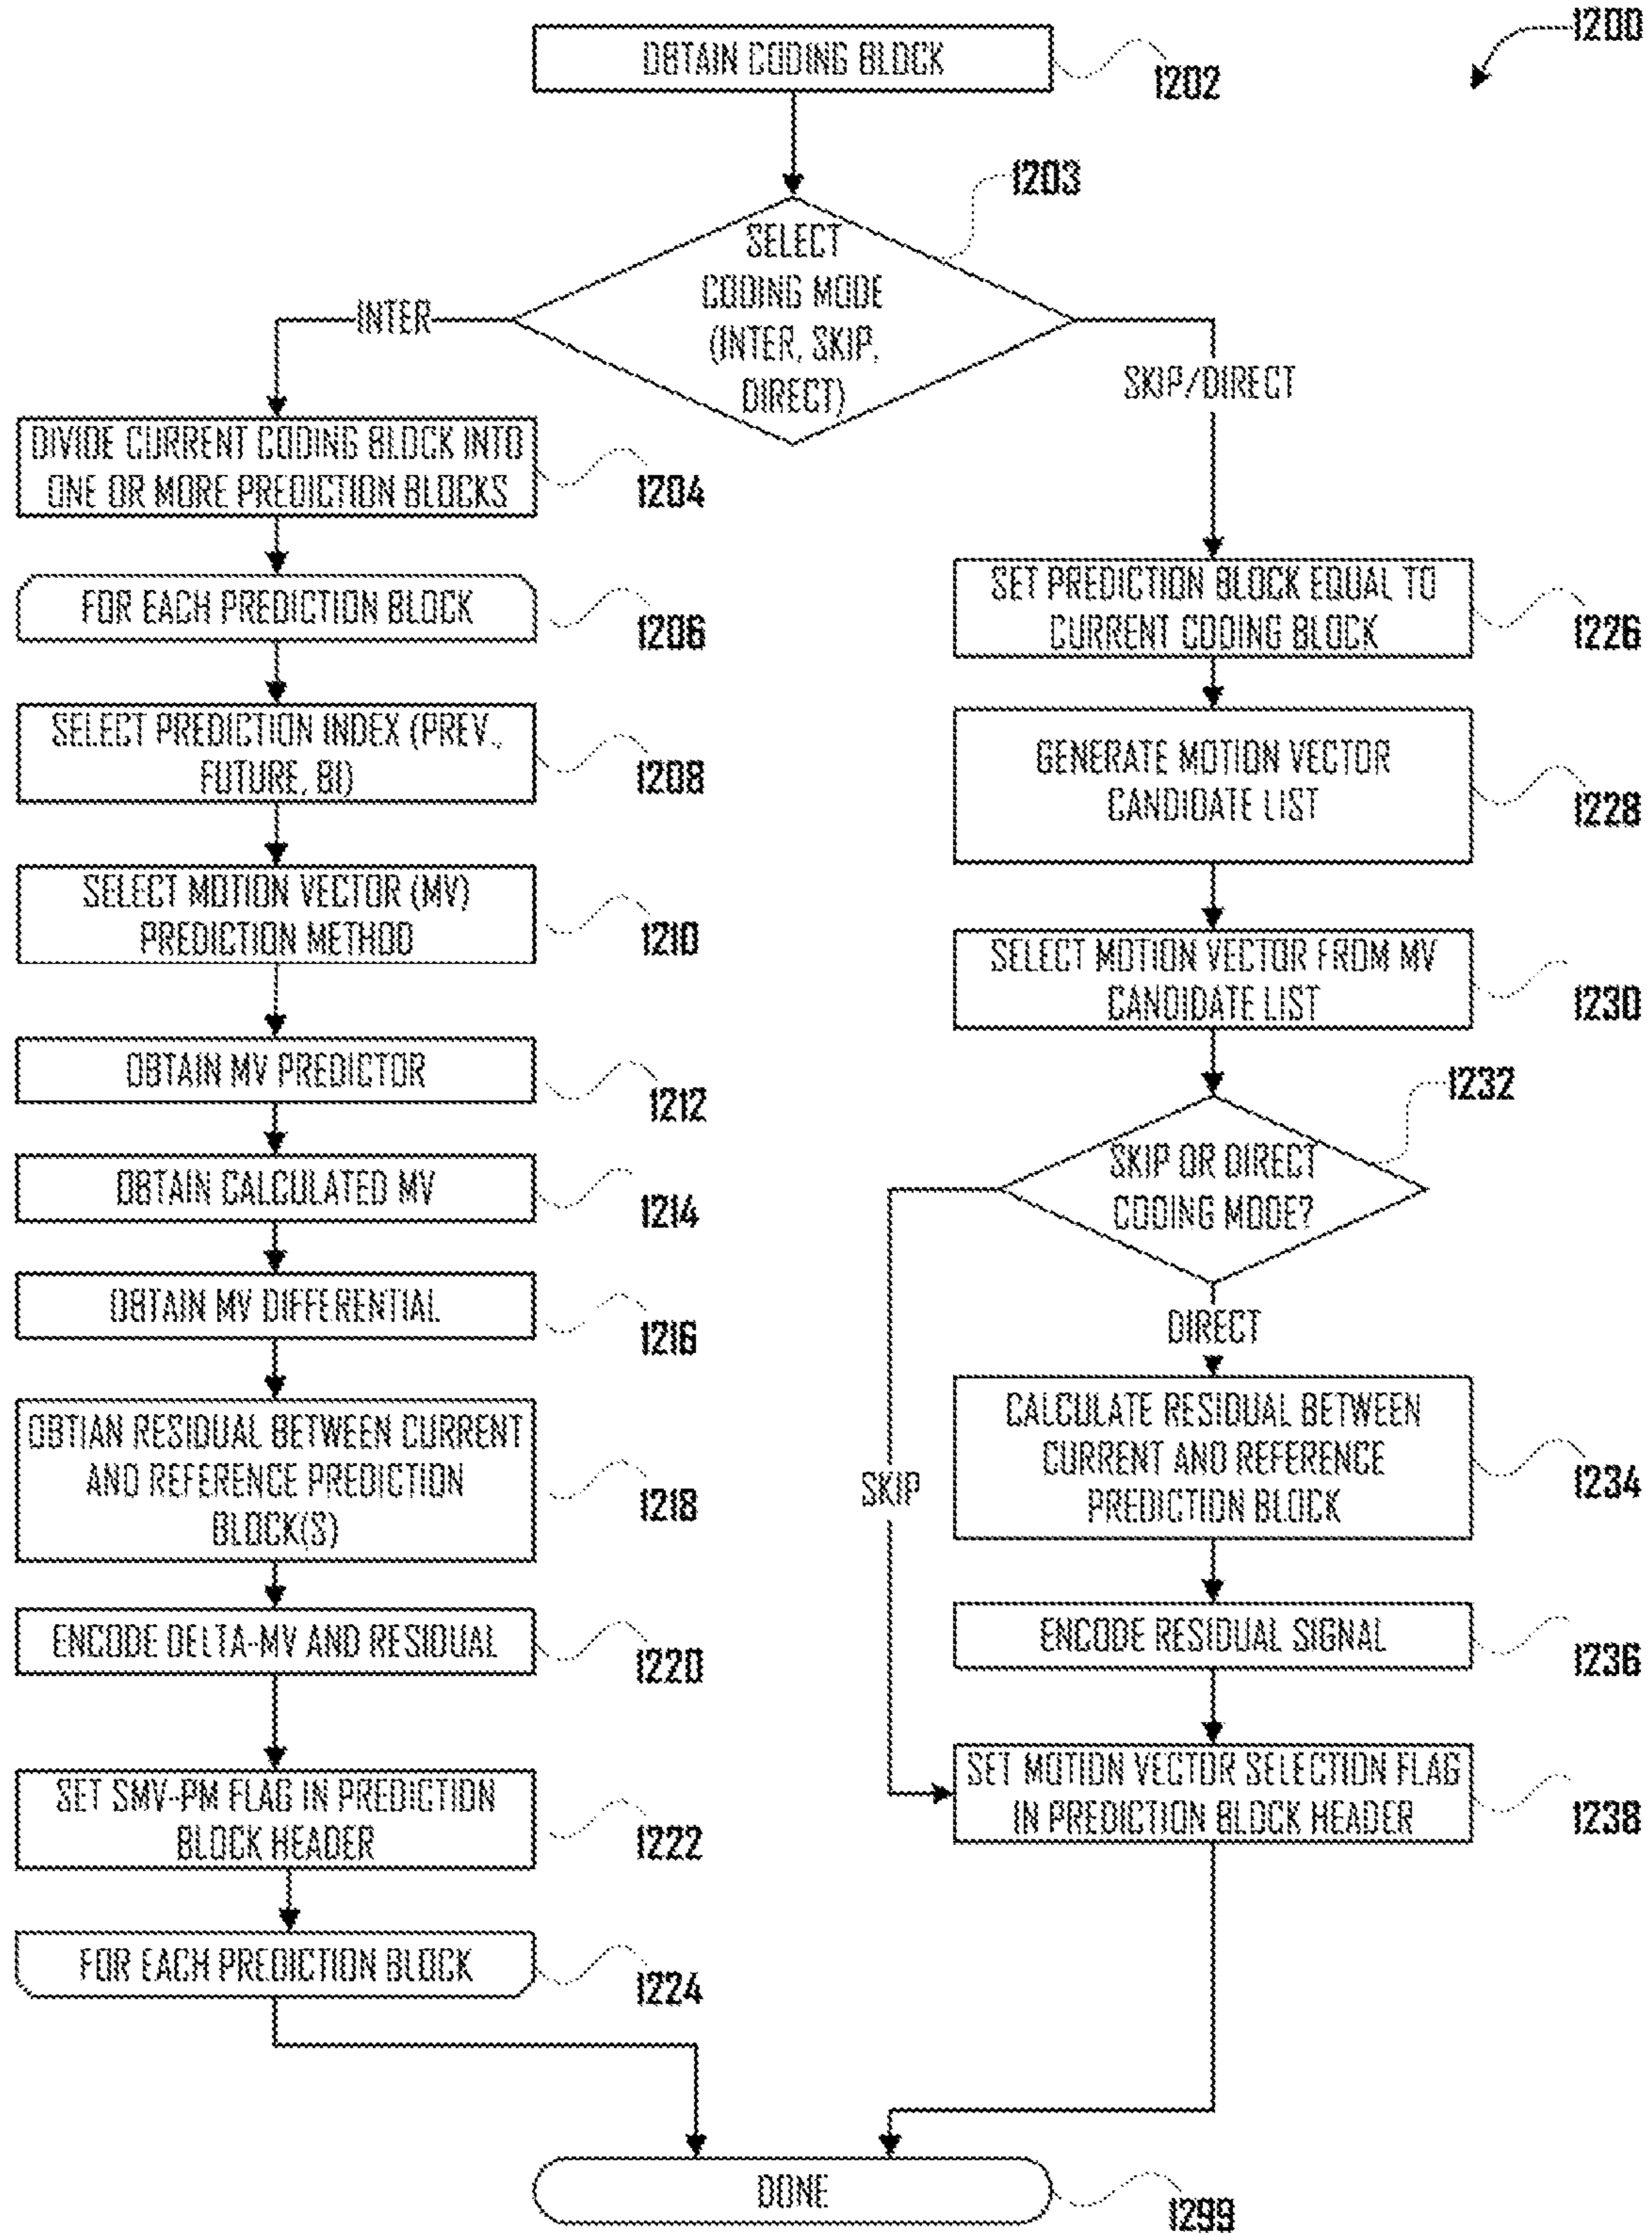 1200
OBTAIN CODING BLOCK
1202
1203
SELECT
CODING MODE
(INTER, SKIP,
DIRECT)
INTER
SKIP/DIRECT
DIVIDE CURRENT CODING BLOCK INTO
ONE OR MORE PREDICTION BLOCKS
1204
FOR EACH PREDICTION BLOCK
1206
SELECT PREDICTION INDEX (PREV.,
FUTURE, BI)
1208
SELECT MOTION VECTOR (MV)
PREDICTION METHOD
1210
OBTAIN MV PREDICTOR
1212
OBTAIN CALCULATED MV
1214
OBTAIN MV DIFFERENTIAL
1216
OBTIAN RESIDUAL BETWEEN CURRENT
AND REFERENCE PREDICTION
BLOCK(S)
1218
ENCODE DELTA-MV AND RESIDUAL
1220
SET SMV-PM FLAG IN PREDICTION
BLOCK HEADER
1222
FOR EACH PREDICTION BLOCK
1224
SET PREDICTION BLOCK EQUAL TO
CURRENT CODING BLOCK
1226
GENERATE MOTION VECTOR
CANDIDATE LIST
1228
SELECT MOTION VECTOR FROM MV
CANDIDATE LIST
1230
1232
SKIP OR DIRECT
CODING MODE?
DIRECT
SKIP
CALCULATE RESIDUAL BETWEEN
CURRENT AND REFERENCE
PREDICTION BLOCK
1234
ENCODE RESIDUAL SIGNAL
1236
SET MOTION VECTOR SELECTION FLAG
IN PREDICTION BLOCK HEADER
1238
DONE
1299